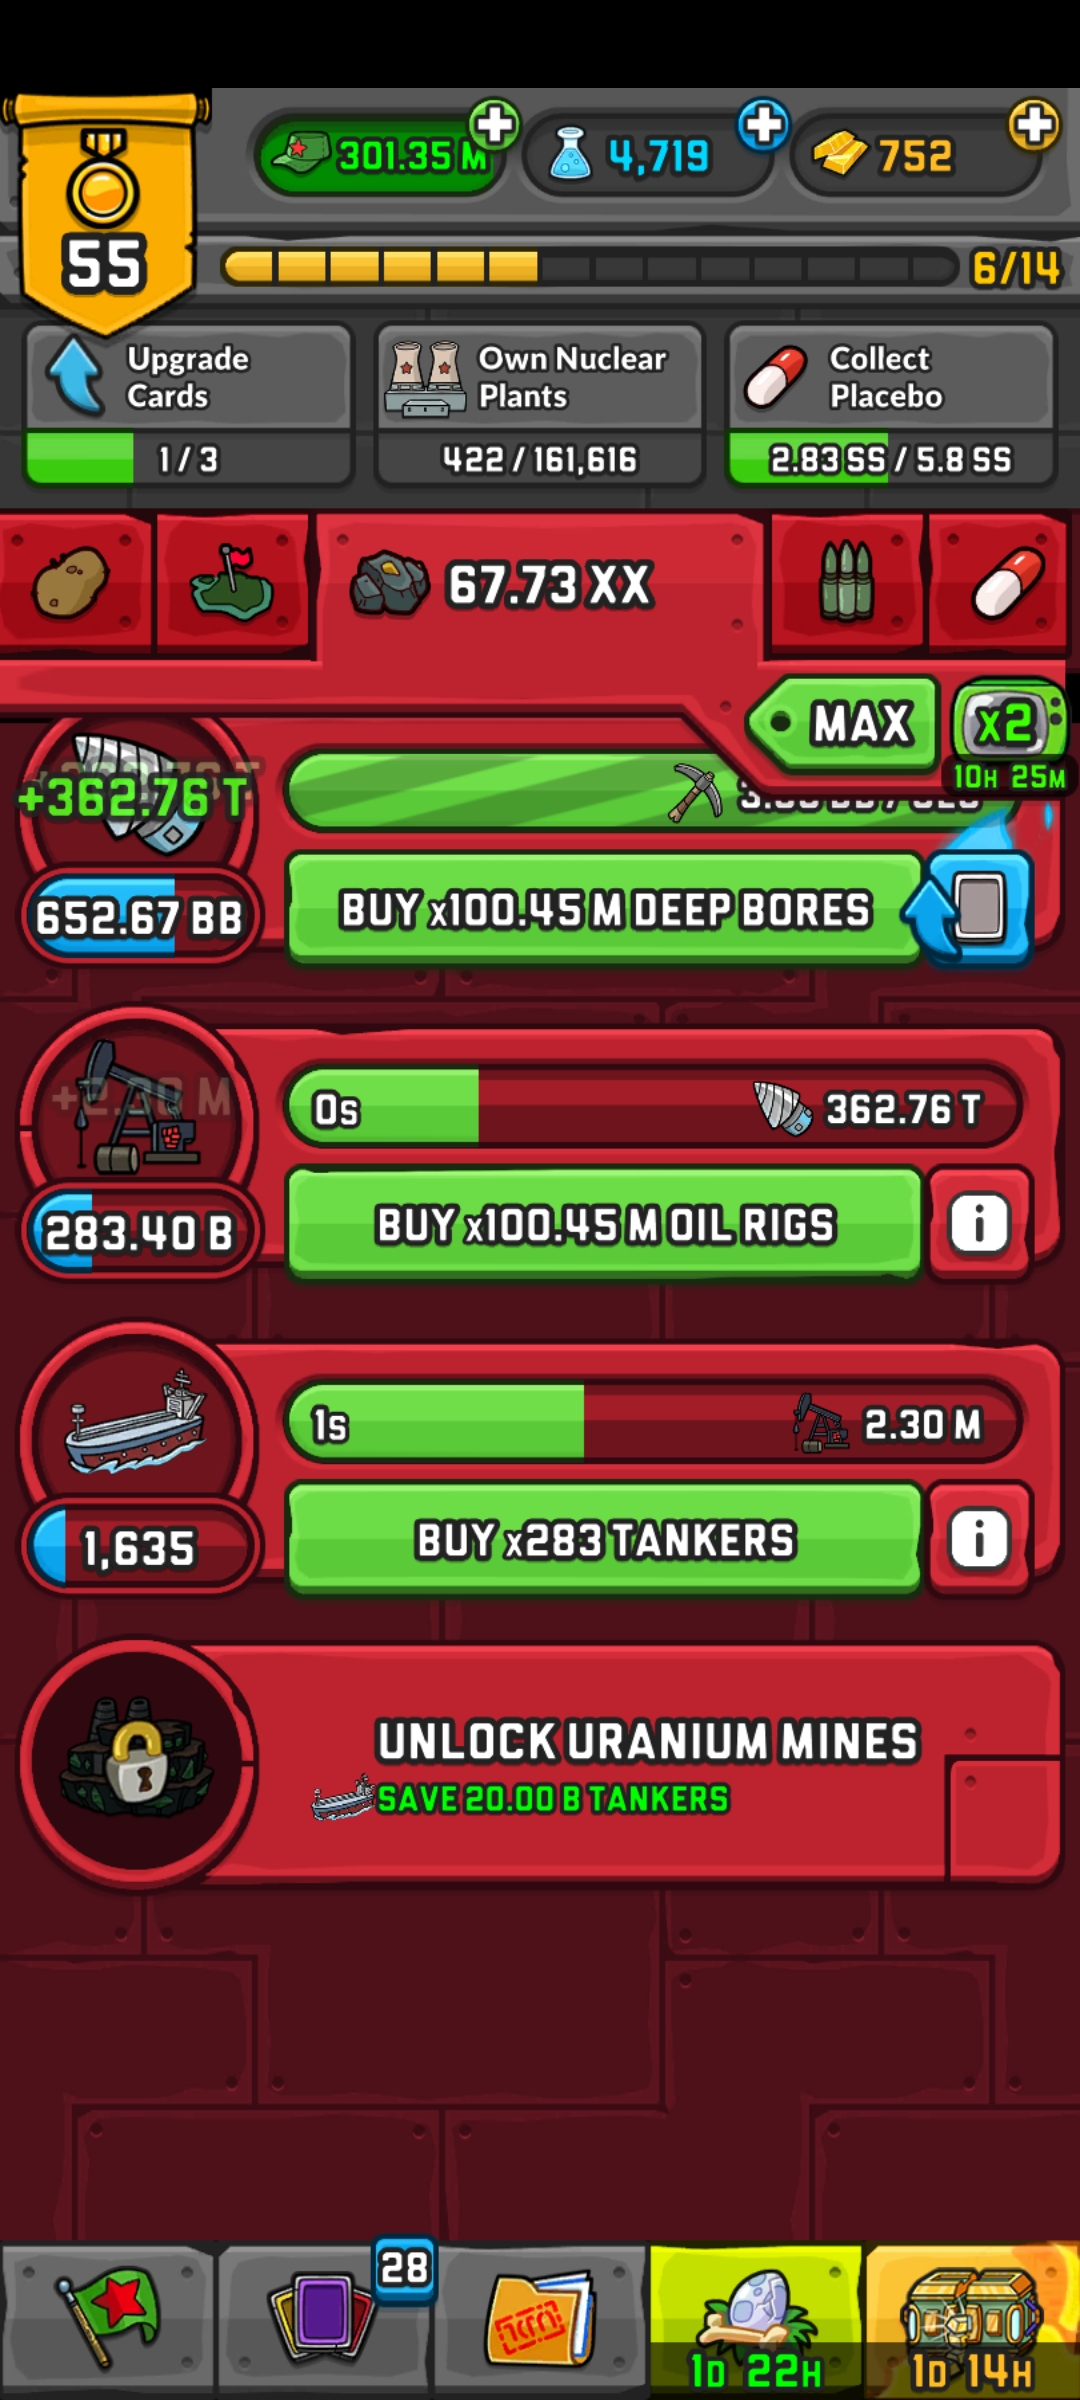 301.35 M
4,719
752
55
6/14
Upgrade
Cards
1 / 3
Own Nuclear
Plants
422 / 161,616
Collect
Placebo
2.83 SS / 5.8 SS
67.73 XX
MAX
x2
10H 25M
+362.76 T
652.67 BB
BUY x100.45 M DEEP BORES
+2.30 M
0s
362.76 T
283.40 B
BUY x100.45 M OIL RIGS
i
1s
2.30 M
1,635
BUY x283 TANKERS
i
UNLOCK URANIUM MINES
SAVE 20.00 B TANKERS
28
1D 22H
1D 14H